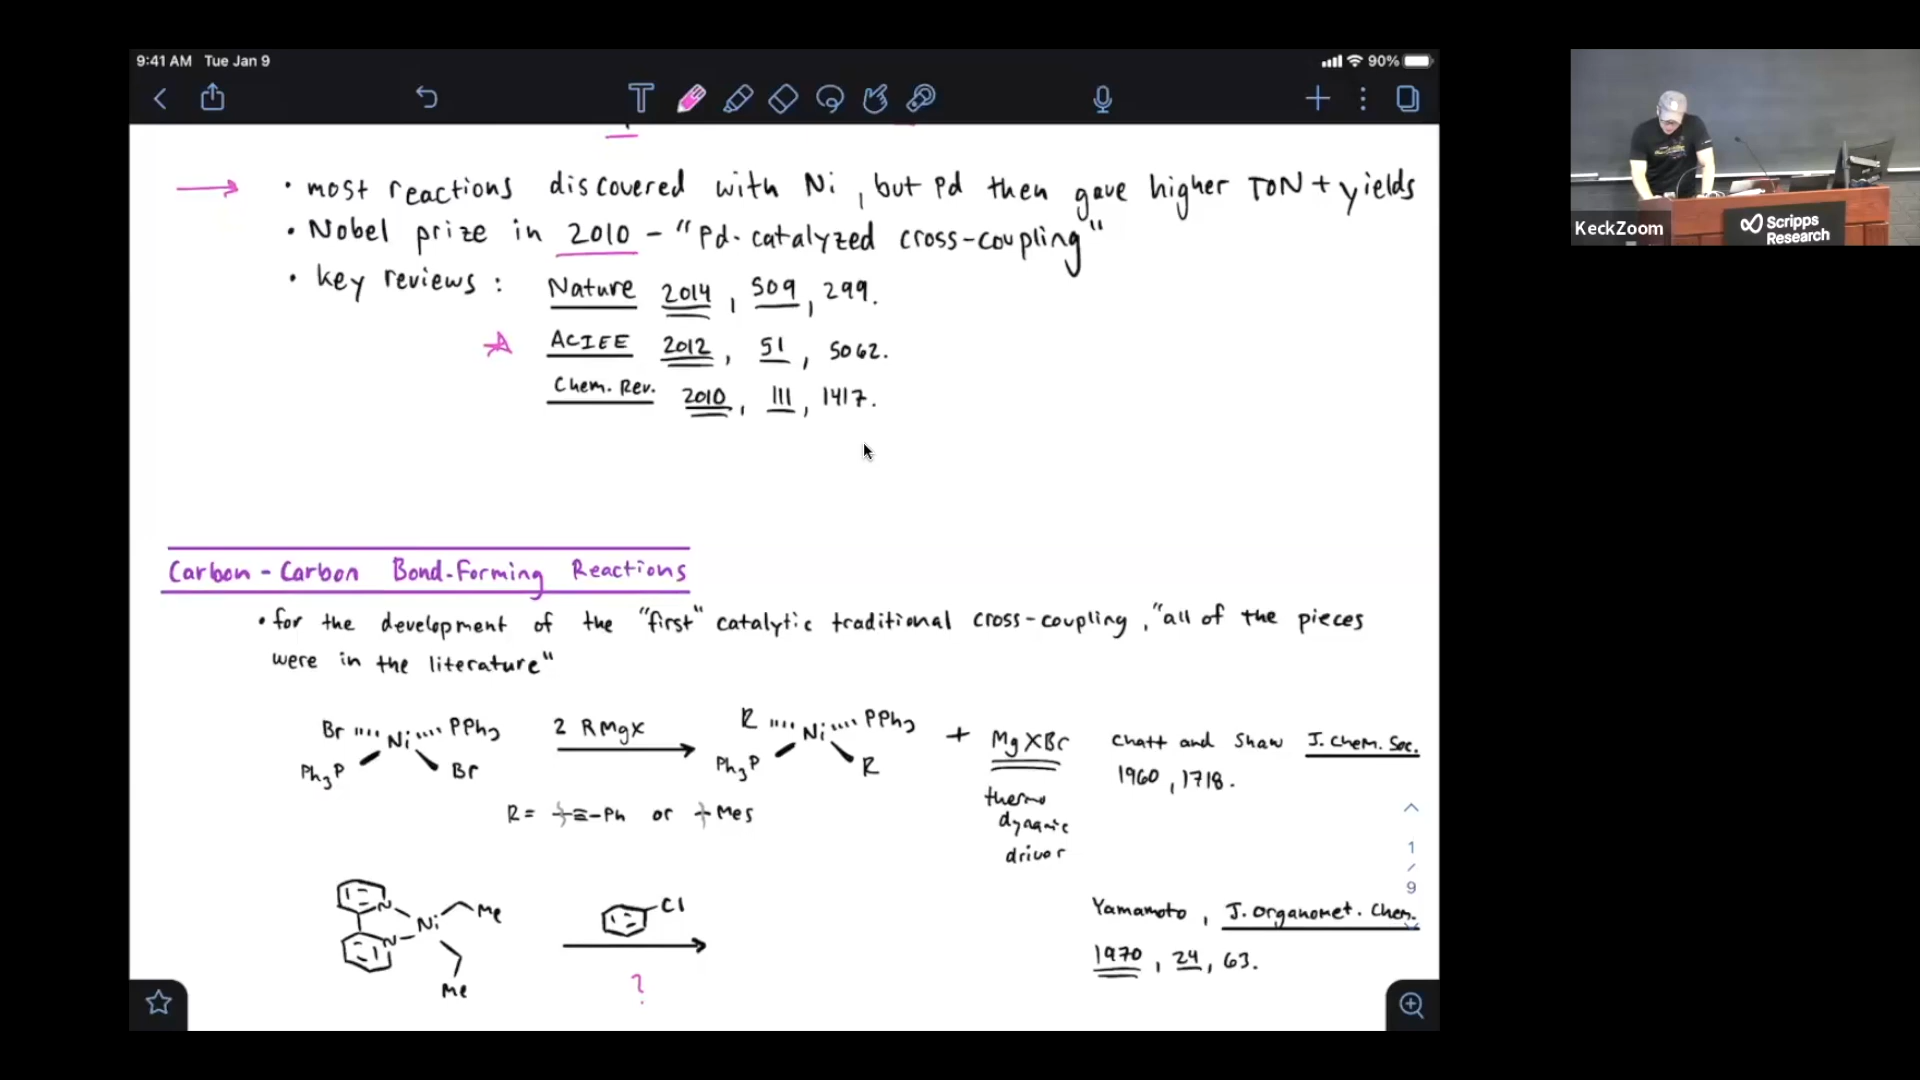 9:41 AM Tue Jan 9
90%
• most reactions discovered with Ni, but Pd then gave higher TON + yields
• Nobel prize in 2010 - "Pd-catalyzed cross-coupling"
• key reviews: Nature 2014, 509, 299.
ACIEE 2012, 51, 5062.
Chem. Rev. 2010, 111, 1417.
Carbon-Carbon Bond-Forming Reactions
• for the development of the "first" catalytic traditional cross-coupling, "all of the pieces
were in the literature"
Br Ni PPh3 Ph3P Br
2 RMgX
R Ni PPh3 Ph3P R
+ MgXBr
thermo
dynamic
driver
Chatt and Shaw J. Chem. Soc.
1960, 1718.
R= ≡-Ph or Mes
N N Ni Me Me
Cl
?
Yamamoto, J. Organomet. Chem.
1970, 24, 63.
1
/
9
KeckZoom
Scripps
Research